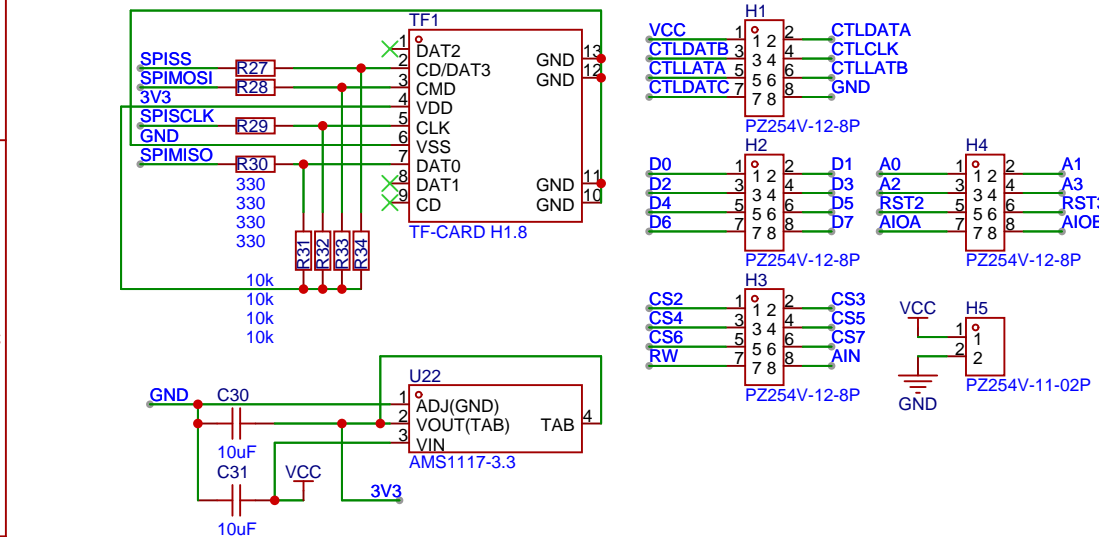 TF1
1 DAT2
2 CD/DAT3
3 CMD
4 VDD
5 CLK
6 VSS
7 DAT0
8 DAT1
9 CD
GND 13
GND 12
GND 11
GND 10
TF-CARD H1.8
SPISS
R27
SPIMOSI
R28
3V3
SPISCLK
R29
GND
SPIMISO
R30
330
330
330
330
R31
R32
R33
R34
10k
10k
10k
10k
U22
1 ADJ(GND)
2 VOUT(TAB)
3 VIN
TAB 4
AMS1117-3.3
GND
C30
10uF
C31
10uF
VCC
3V3
H1
VCC 1 1 2 2 CTLDATA
CTLDATB 3 3 4 4 CTLCLK
CTLLATA 5 5 6 6 CTLLATB
CTLDATC 7 7 8 8 GND
PZ254V-12-8P
H2
D0 1 1 2 2 D1
D2 3 3 4 4 D3
D4 5 5 6 6 D5
D6 7 7 8 8 D7
PZ254V-12-8P
H4
A0 1 1 2 2 A1
A2 3 3 4 4 A3
RST2 5 5 6 6
AIOA 7 7 8 8
PZ254V-12-8P
H3
CS2 1 1 2 2 CS3
CS4 3 3 4 4 CS5
CS6 5 5 6 6 CS7
RW 7 7 8 8 AIN
PZ254V-12-8P
VCC
GND
H5
1 1
2 2
PZ254V-11-02P